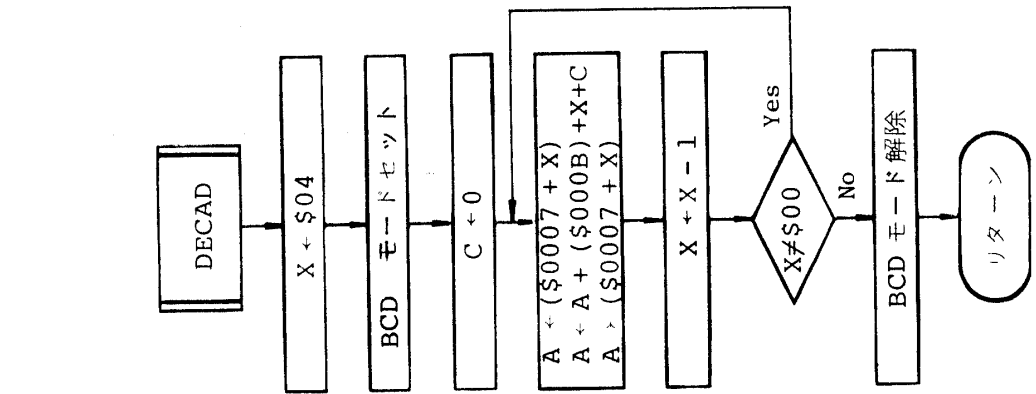 DECAD
X ← $04
BCD モードセット
C ← 0
A ← ($0007 + X)
A ← A + ($000B)+X+C
A → ($0007 + X)
X ← X − 1
X≠$00
Yes
No
BCD モード解除
リターン